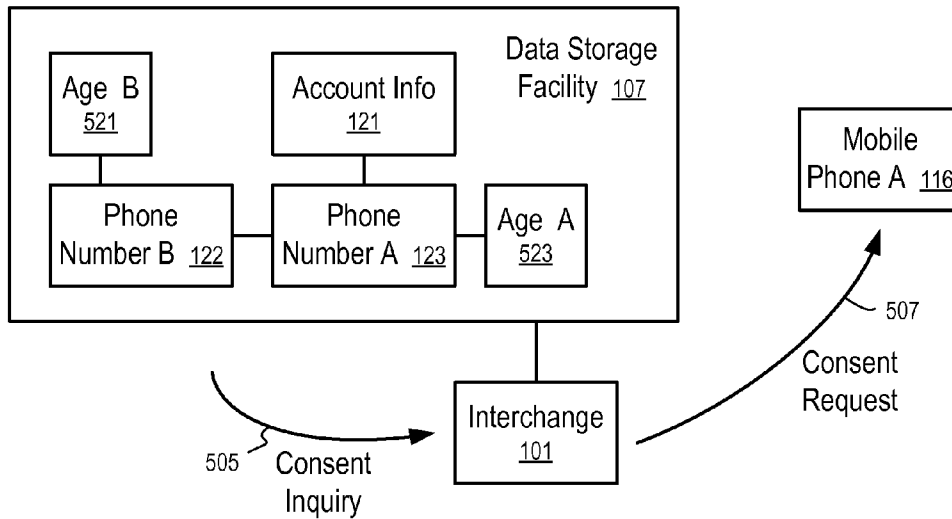 Data Storage
Facility 107
Age B
521
Account Info
121
Phone
Number B 122
Phone
Number A 123
Age A
523
Mobile
Phone A 116
507
Consent
Request
Interchange
101
505
Consent
Inquiry